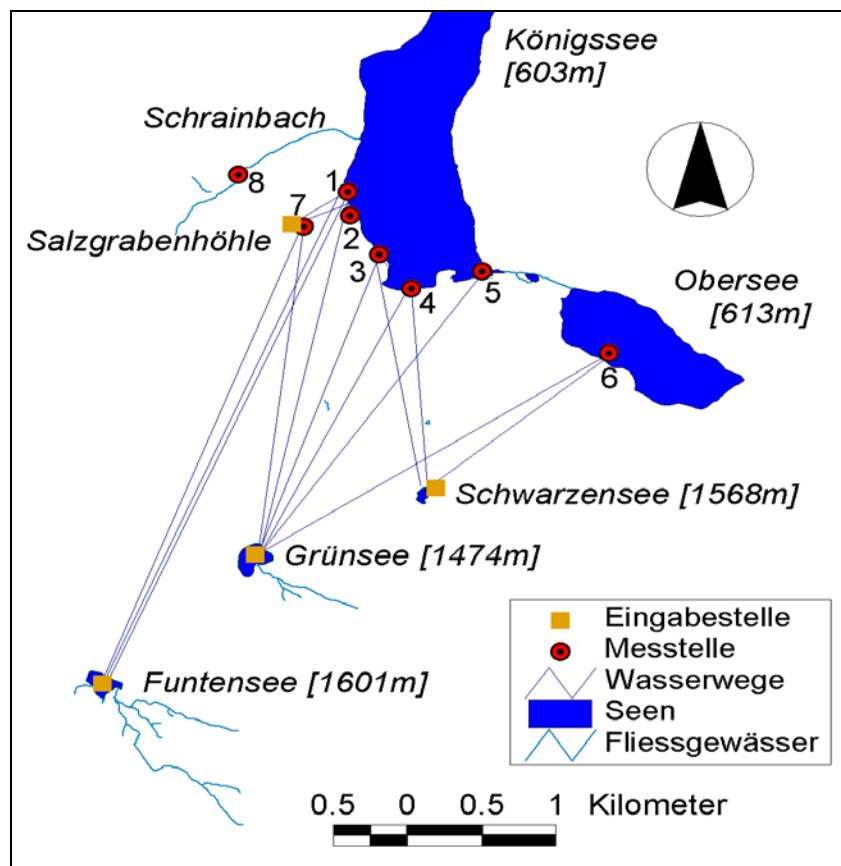 Königssee
[603m]
Schrainbach
8
1
7
2
Salzgrabenhöhle
3
4
5
Obersee
[613m]
6
Schwarzensee [1568m]
Grünsee [1474m]
Funtensee [1601m]
Eingabestelle
Messtelle
Wasserwege
Seen
Fliessgewässer
0.5 0 0.5 1 Kilometer